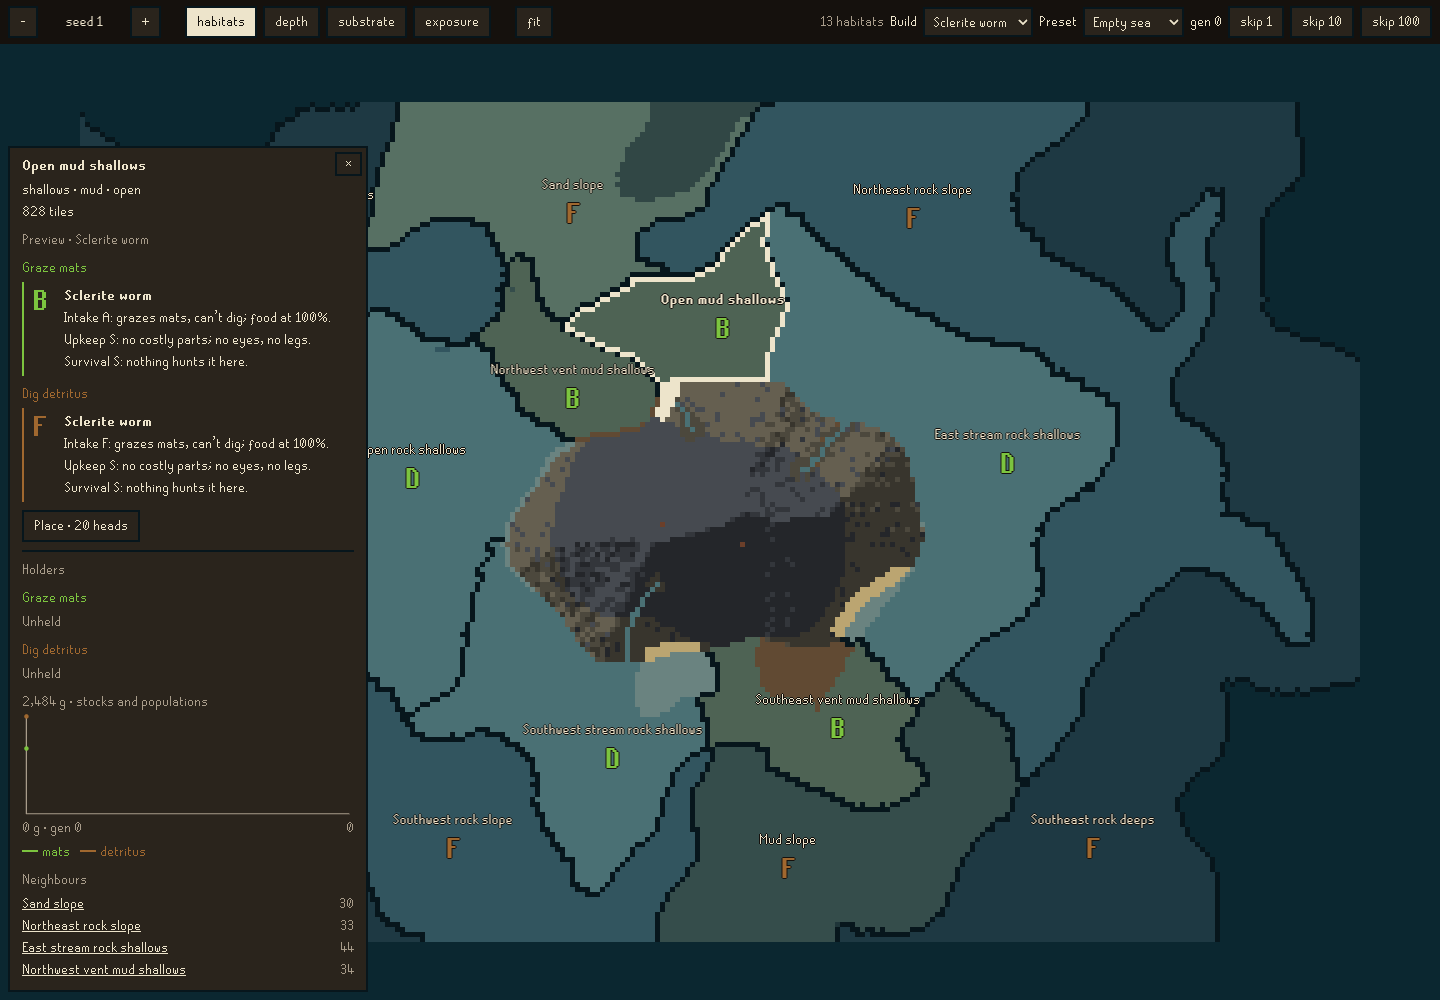 - seed 1 + habitats depth substrate exposure fit 13 habitats Build Sclerite worm Preset Empty sea gen 0 skip 1 skip 10 skip 100
Open mud shallows ×
shallows · mud · open
828 tiles
Preview · Sclerite worm
Graze mats
B Sclerite worm
Intake A: grazes mats, can't dig; food at 100%.
Upkeep S: no costly parts; no eyes, no legs.
Survival S: nothing hunts it here.
Dig detritus
F Sclerite worm
Intake F: grazes mats, can't dig; food at 100%.
Upkeep S: no costly parts; no eyes, no legs.
Survival S: nothing hunts it here.
Place · 20 heads
Holders
Graze mats
Unheld
Dig detritus
Unheld
2,484 g · stocks and populations
0 g · gen 0 0
mats detritus
Neighbours
Sand slope 30
Northeast rock slope 33
East stream rock shallows 44
Northwest vent mud shallows 34
s
Sand slope
F
Northeast rock slope
F
Open mud shallows
B
Northwest vent mud shallows
B
pen rock shallows
D
East stream rock shallows
D
Southeast vent mud shallows
B
Southwest stream rock shallows
D
Southwest rock slope
F
Mud slope
F
Southeast rock deeps
F